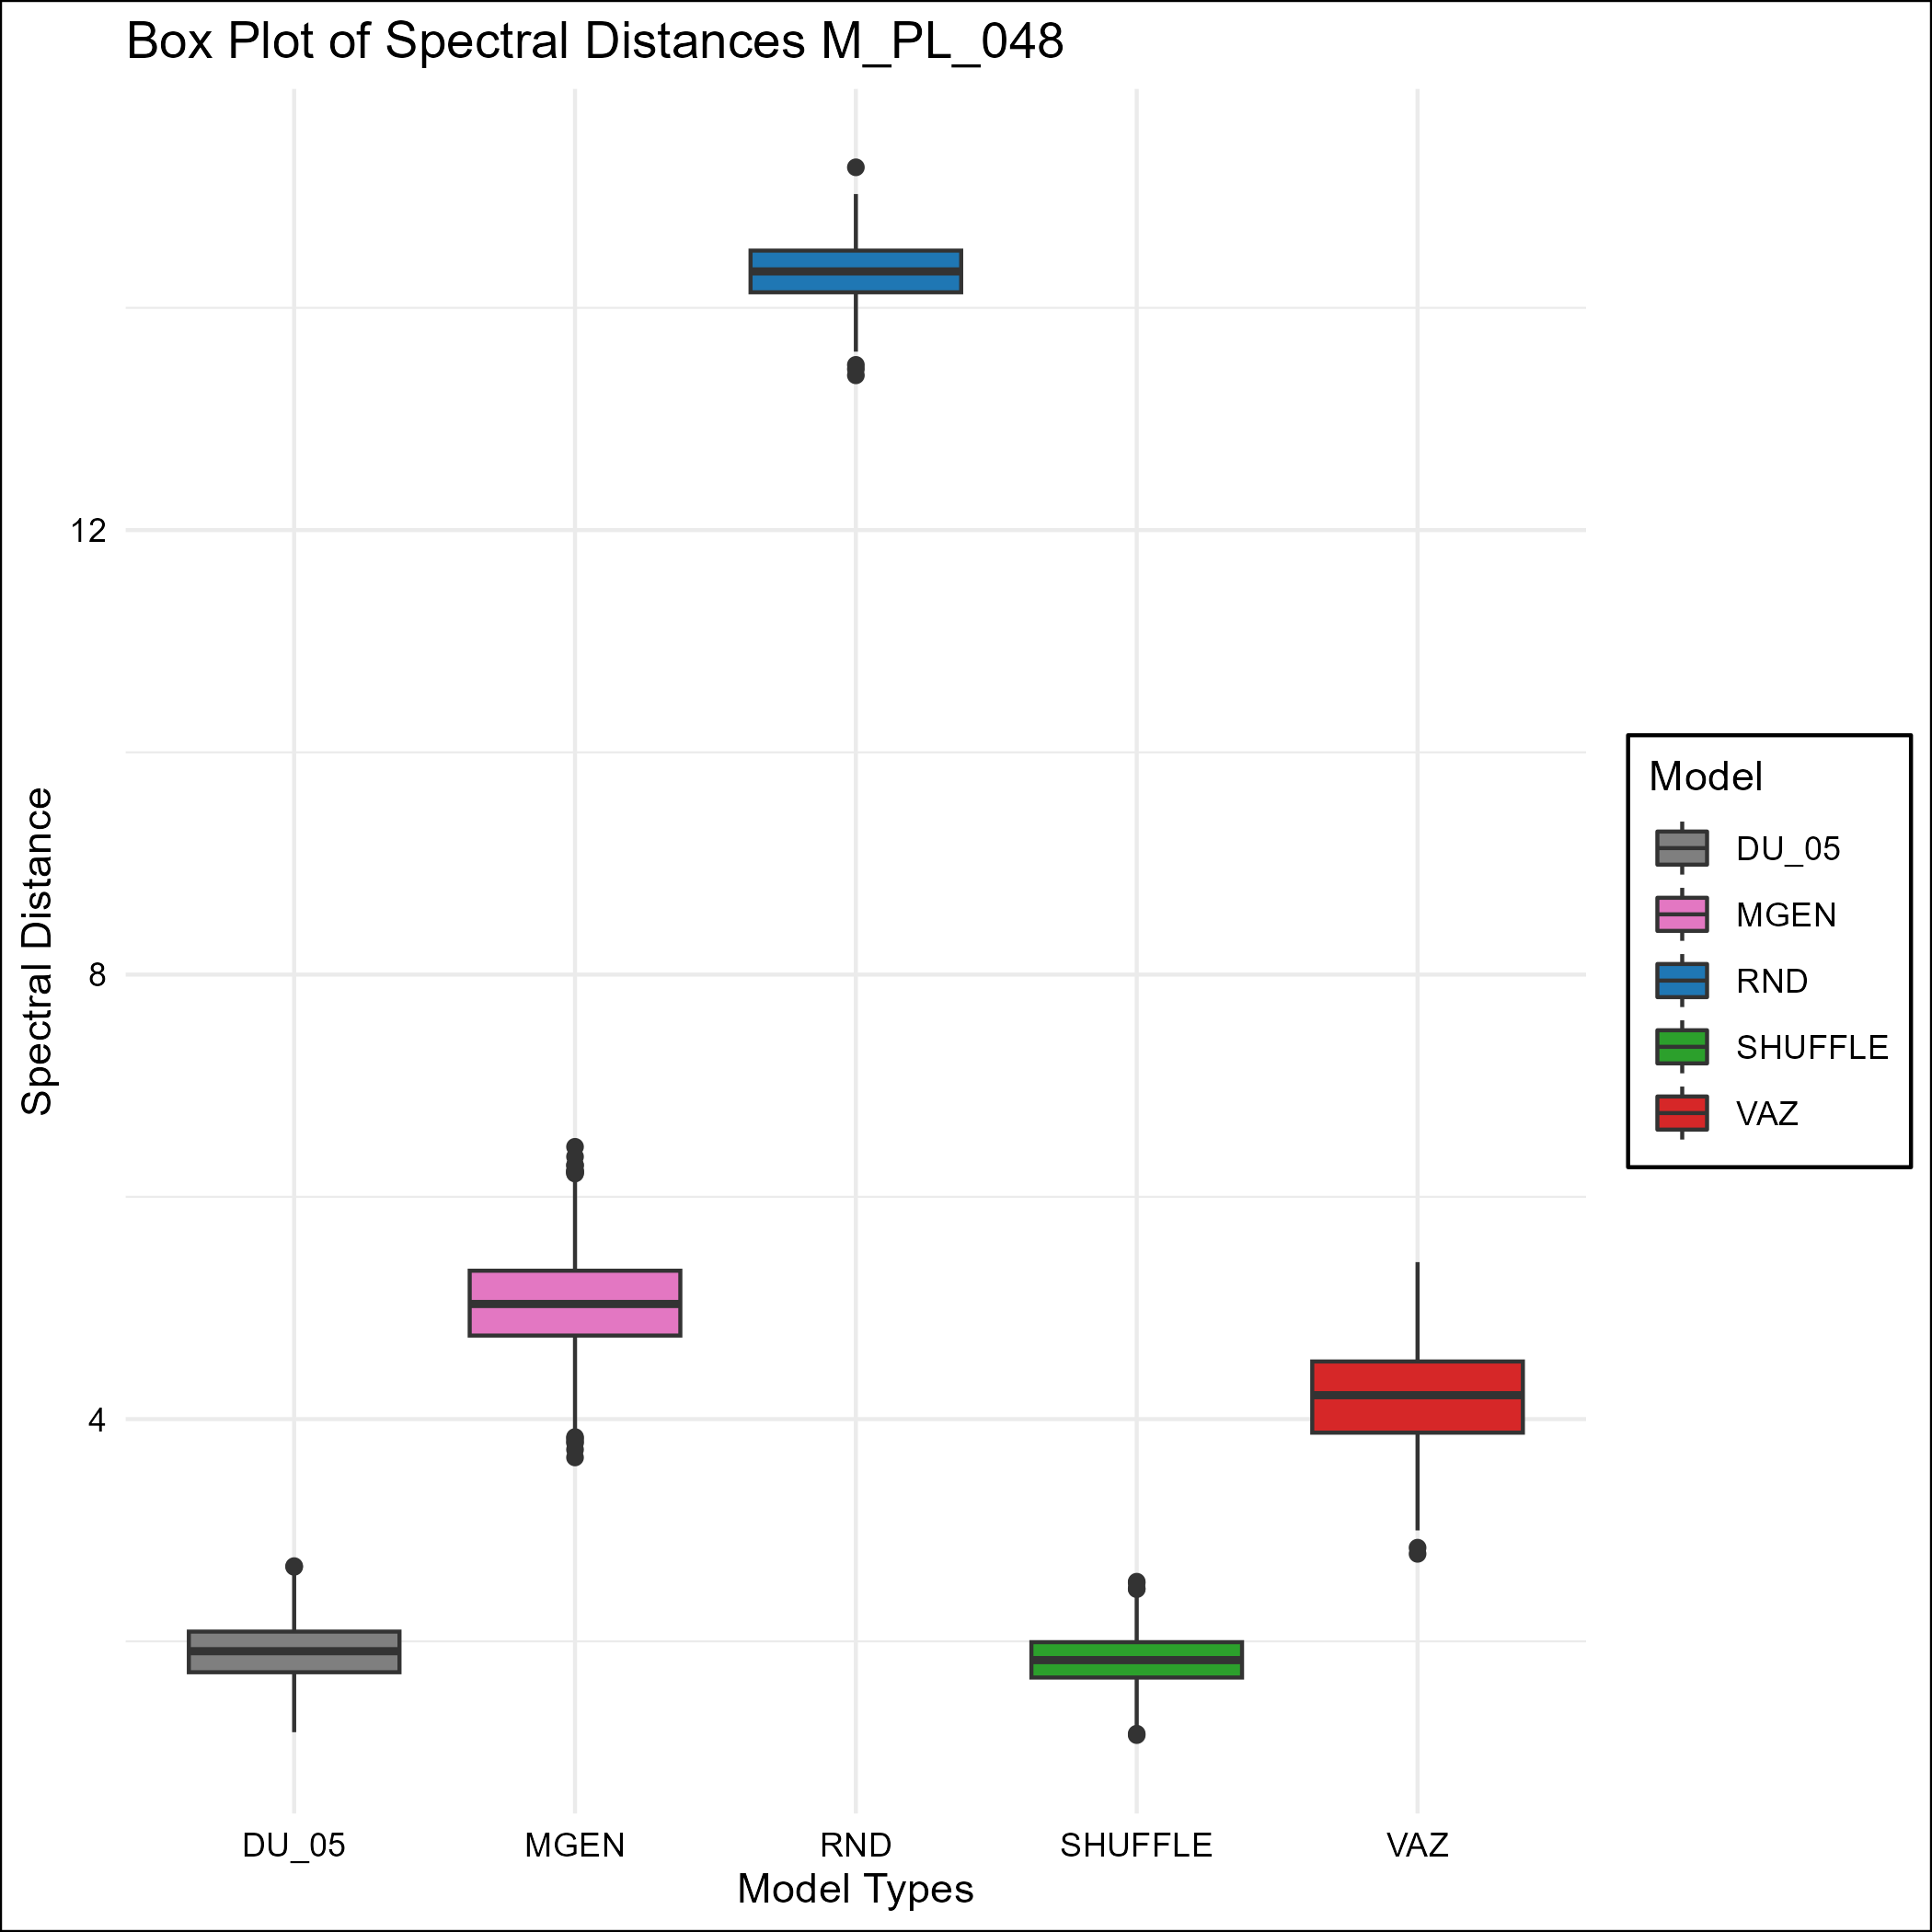 Box Plot of Spectral Distances M_PL_048
Spectral Distance
12
8
4
DU_05
MGEN
RND
SHUFFLE
VAZ
Model Types
Model
DU_05
MGEN
RND
SHUFFLE
VAZ